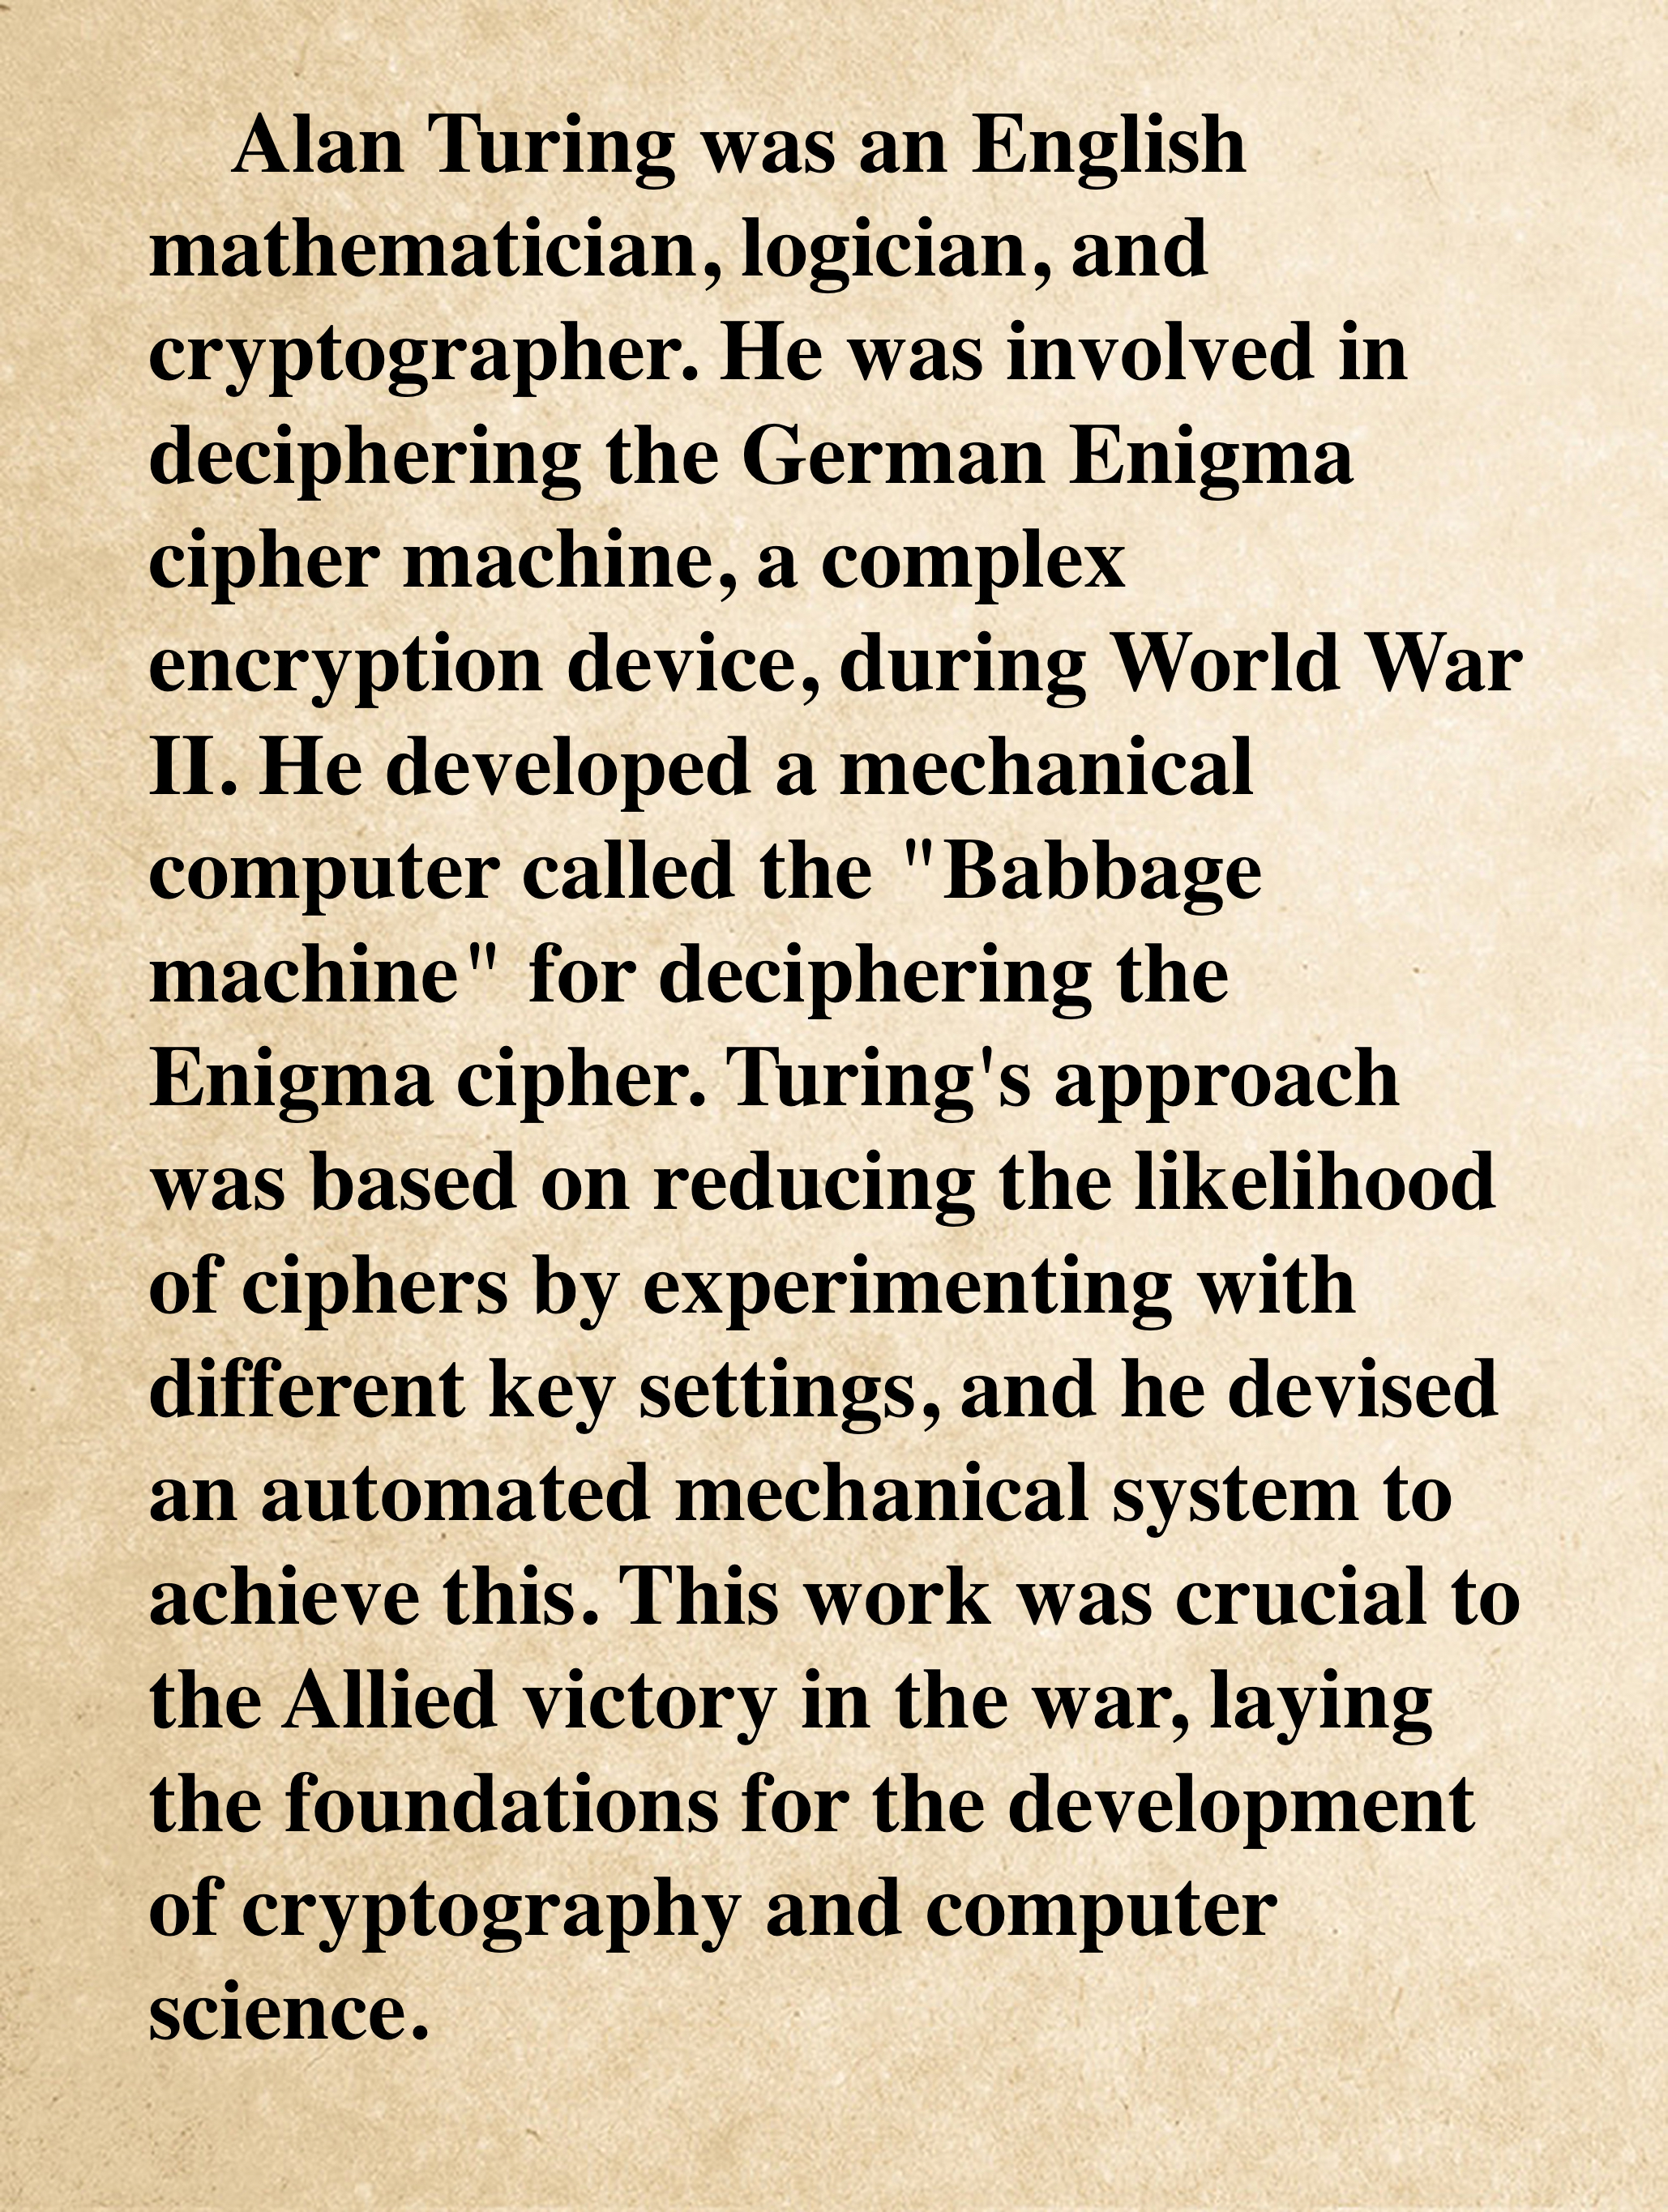 Alan Turing was an English
mathematician, logician, and
cryptographer. He was involved in
deciphering the German Enigma
cipher machine, a complex
encryption device, during World War
II. He developed a mechanical
computer called the "Babbage
machine" for deciphering the
Enigma cipher. Turing's approach
was based on reducing the likelihood
of ciphers by experimenting with
different key settings, and he devised
an automated mechanical system to
achieve this. This work was crucial to
the Allied victory in the war, laying
the foundations for the development
of cryptography and computer
science.